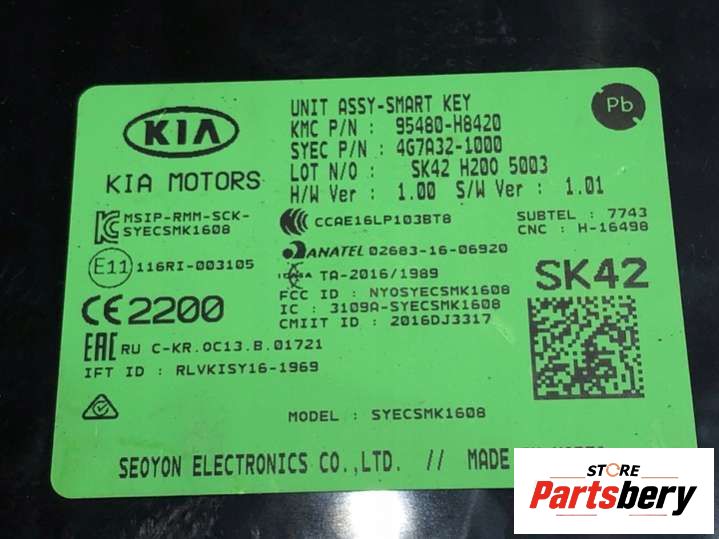 KIA
KIA MOTORS
UNIT ASSY-SMART KEY
KMC P/N : 95480-H8420
SYEC P/N : 4G7A32-1000
LOT N/O : SK42 H200 5003
H/W Ver : 1.00 S/W Ver : 1.01
Pb
MSIP-RMM-SCK-
SYECSMK1608
CCAE16LP103BT8
SUBTEL : 7743
CNC : H-16498
E11 116RI-003105
ANATEL 02683-16-06920
TA-2016/1989
SK42
CE2200
FCC ID : NYOSYECSMK1608
IC : 3109A-SYECSMK1608
CMIIT ID : 2016DJ3317
EAC RU C-KR.OC13.B.01721
IFT ID : RLVKISY16-1969
MODEL : SYECSMK1608
SEOYON ELECTRONICS CO.,LTD. // MADE
STORE
Partsbery